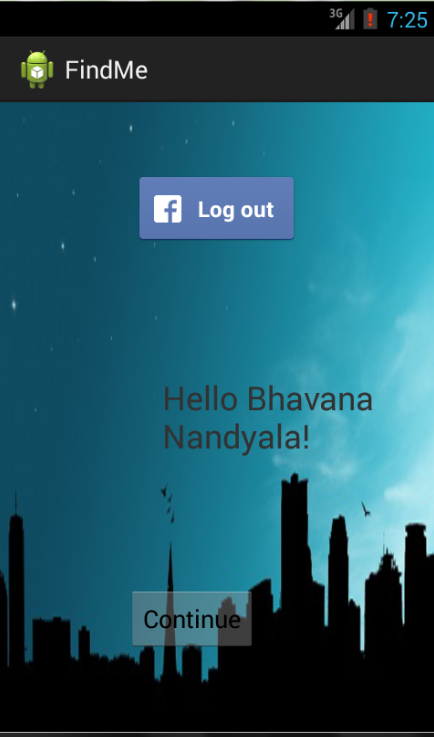 3G 7:25
FindMe
Log out
Hello Bhavana
Nandyala!
Continue